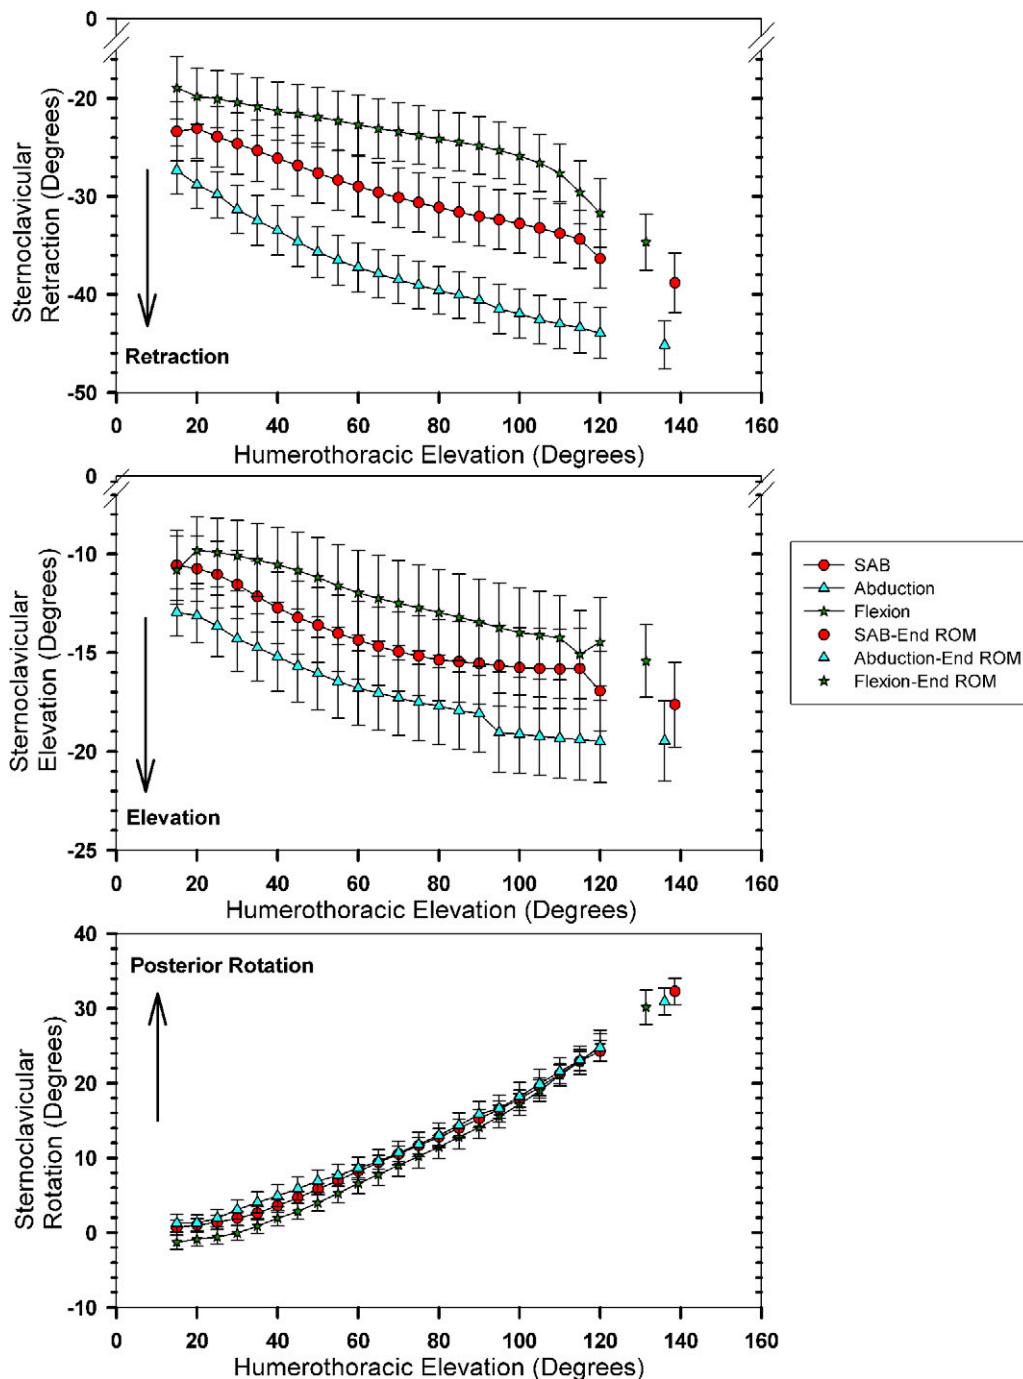 0
-20
-30
-40
-50
Sternoclavicular
Retraction (Degrees)
Retraction
0 20 40 60 80 100 120 140 160
Humerothoracic Elevation (Degrees)
0
-10
-15
-20
-25
Sternoclavicular
Elevation (Degrees)
Elevation
0 20 40 60 80 100 120 140 160
Humerothoracic Elevation (Degrees)
SAB
Abduction
Flexion
SAB-End ROM
Abduction-End ROM
Flexion-End ROM
40
30
20
10
0
-10
Sternoclavicular
Rotation (Degrees)
Posterior Rotation
0 20 40 60 80 100 120 140 160
Humerothoracic Elevation (Degrees)